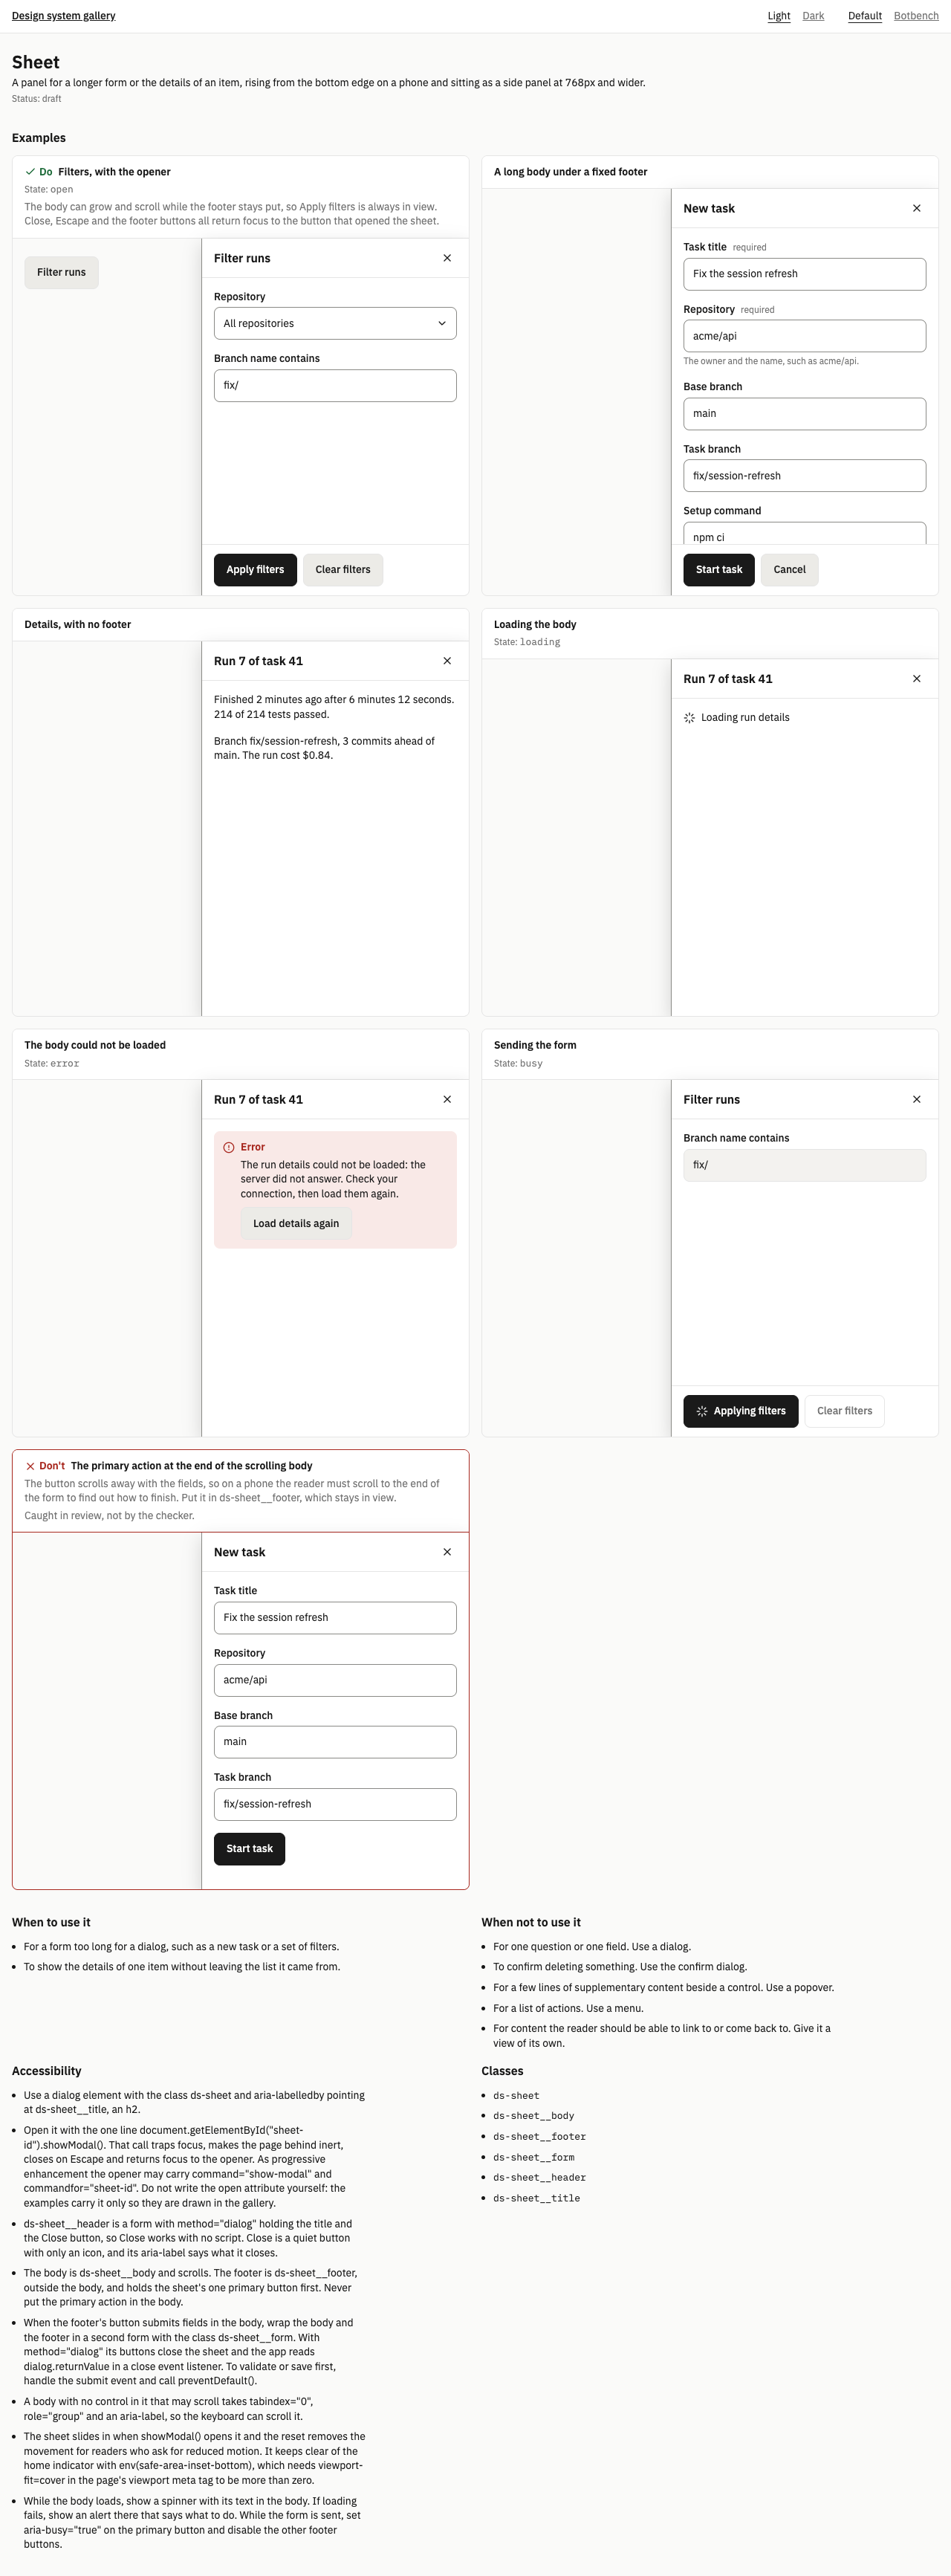 Design system gallery
Light Dark Default Botbench
Sheet
A panel for a longer form or the details of an item, rising from the bottom edge on a phone and sitting as a side panel at 768px and wider.
Status: draft
Examples
Do Filters, with the opener
State: open
The body can grow and scroll while the footer stays put, so Apply filters is always in view.
Close, Escape and the footer buttons all return focus to the button that opened the sheet.
Filter runs
Filter runs
Repository
All repositories
Branch name contains
fix/
Apply filters
Clear filters
A long body under a fixed footer
New task
Task title required
Fix the session refresh
Repository required
acme/api
The owner and the name, such as acme/api.
Base branch
main
Task branch
fix/session-refresh
Setup command
npm ci
Start task
Cancel
Details, with no footer
Run 7 of task 41
Finished 2 minutes ago after 6 minutes 12 seconds.
214 of 214 tests passed.
Branch fix/session-refresh, 3 commits ahead of
main. The run cost $0.84.
Loading the body
State: loading
Run 7 of task 41
Loading run details
The body could not be loaded
State: error
Run 7 of task 41
Error
The run details could not be loaded: the
server did not answer. Check your
connection, then load them again.
Load details again
Sending the form
State: busy
Filter runs
Branch name contains
fix/
Applying filters
Clear filters
Don't The primary action at the end of the scrolling body
The button scrolls away with the fields, so on a phone the reader must scroll to the end of
the form to find out how to finish. Put it in ds-sheet__footer, which stays in view.
Caught in review, not by the checker.
New task
Task title
Fix the session refresh
Repository
acme/api
Base branch
main
Task branch
fix/session-refresh
Start task
When to use it
For a form too long for a dialog, such as a new task or a set of filters.
To show the details of one item without leaving the list it came from.
When not to use it
For one question or one field. Use a dialog.
To confirm deleting something. Use the confirm dialog.
For a few lines of supplementary content beside a control. Use a popover.
For a list of actions. Use a menu.
For content the reader should be able to link to or come back to. Give it a
view of its own.
Accessibility
Use a dialog element with the class ds-sheet and aria-labelledby pointing
at ds-sheet__title, an h2.
Open it with the one line document.getElementById("sheet-
id").showModal(). That call traps focus, makes the page behind inert,
closes on Escape and returns focus to the opener. As progressive
enhancement the opener may carry command="show-modal" and
commandfor="sheet-id". Do not write the open attribute yourself: the
examples carry it only so they are drawn in the gallery.
ds-sheet__header is a form with method="dialog" holding the title and
the Close button, so Close works with no script. Close is a quiet button
with only an icon, and its aria-label says what it closes.
The body is ds-sheet__body and scrolls. The footer is ds-sheet__footer,
outside the body, and holds the sheet's one primary button first. Never
put the primary action in the body.
When the footer's button submits fields in the body, wrap the body and
the footer in a second form with the class ds-sheet__form. With
method="dialog" its buttons close the sheet and the app reads
dialog.returnValue in a close event listener. To validate or save first,
handle the submit event and call preventDefault().
A body with no control in it that may scroll takes tabindex="0",
role="group" and an aria-label, so the keyboard can scroll it.
The sheet slides in when showModal() opens it and the reset removes the
movement for readers who ask for reduced motion. It keeps clear of the
home indicator with env(safe-area-inset-bottom), which needs viewport-
fit=cover in the page's viewport meta tag to be more than zero.
While the body loads, show a spinner with its text in the body. If loading
fails, show an alert there that says what to do. While the form is sent, set
aria-busy="true" on the primary button and disable the other footer
buttons.
Classes
ds-sheet
ds-sheet__body
ds-sheet__footer
ds-sheet__form
ds-sheet__header
ds-sheet__title